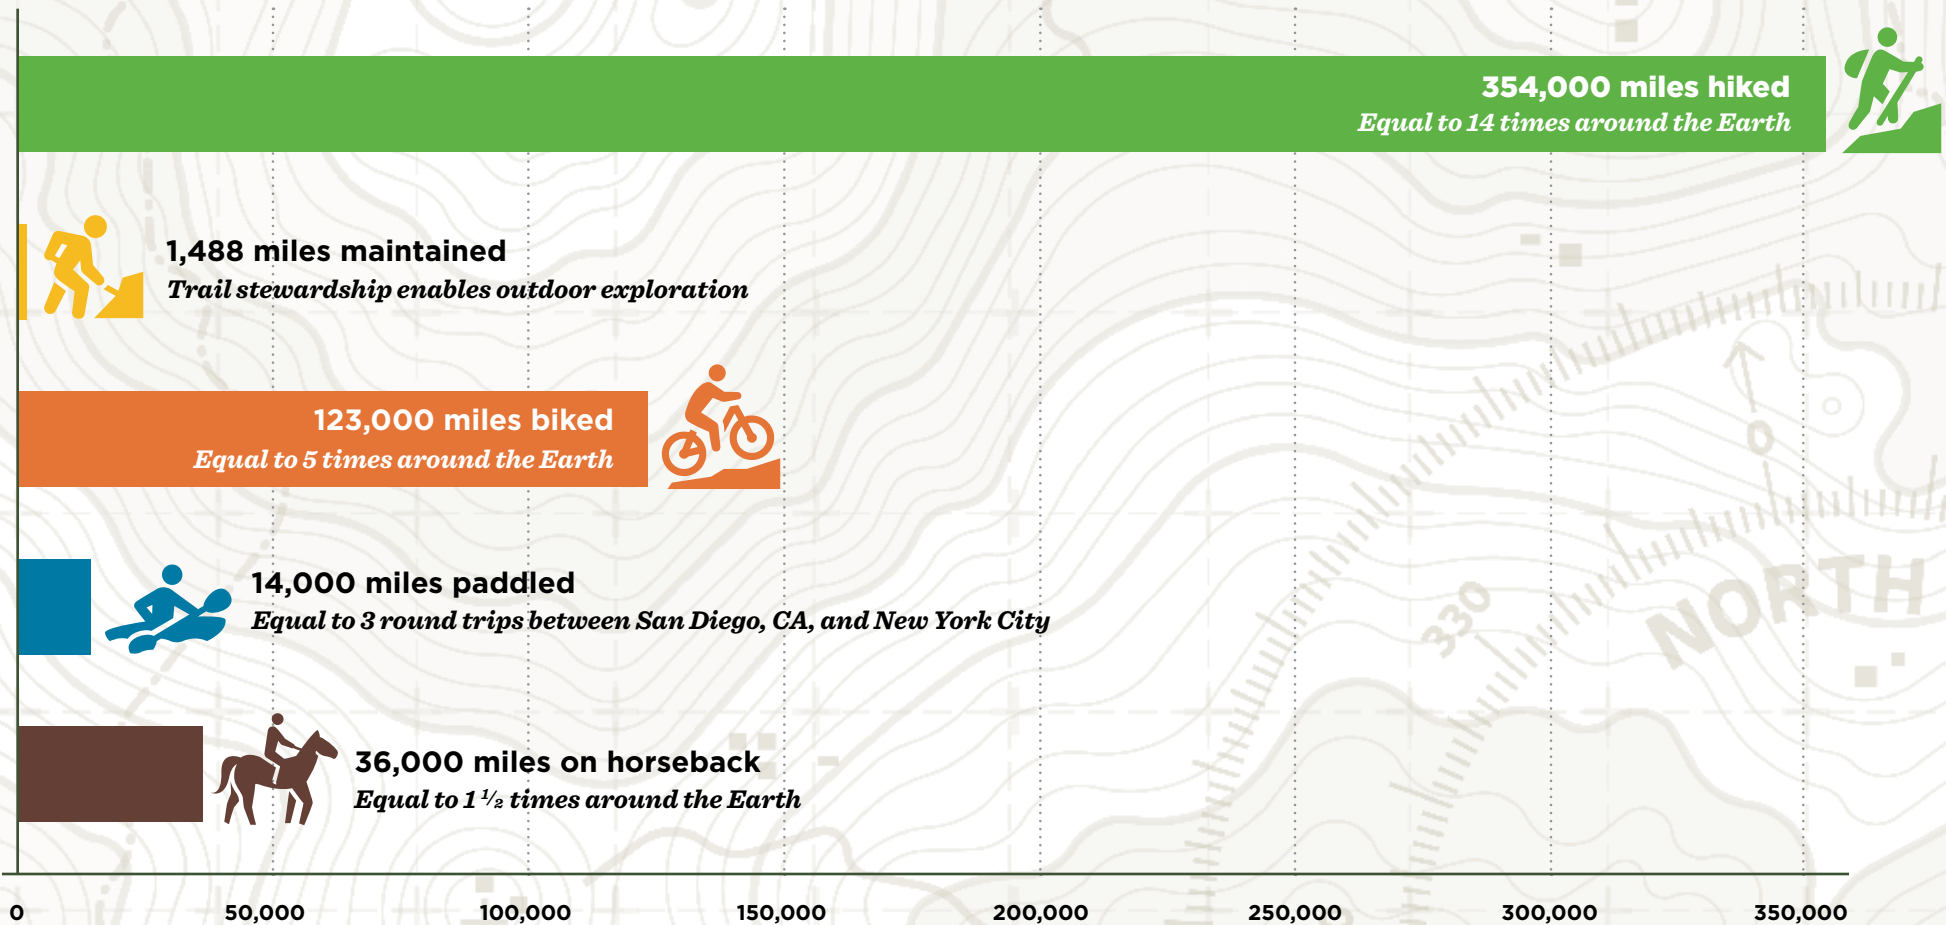 354,000 miles hiked
Equal to 14 times around the Earth
1,488 miles maintained
Trail stewardship enables outdoor exploration
123,000 miles biked
Equal to 5 times around the Earth
14,000 miles paddled
Equal to 3 round trips between San Diego, CA, and New York City
36,000 miles on horseback
Equal to 1 ½ times around the Earth
0
330
NORTH
0 50,000 100,000 150,000 200,000 250,000 300,000 350,000